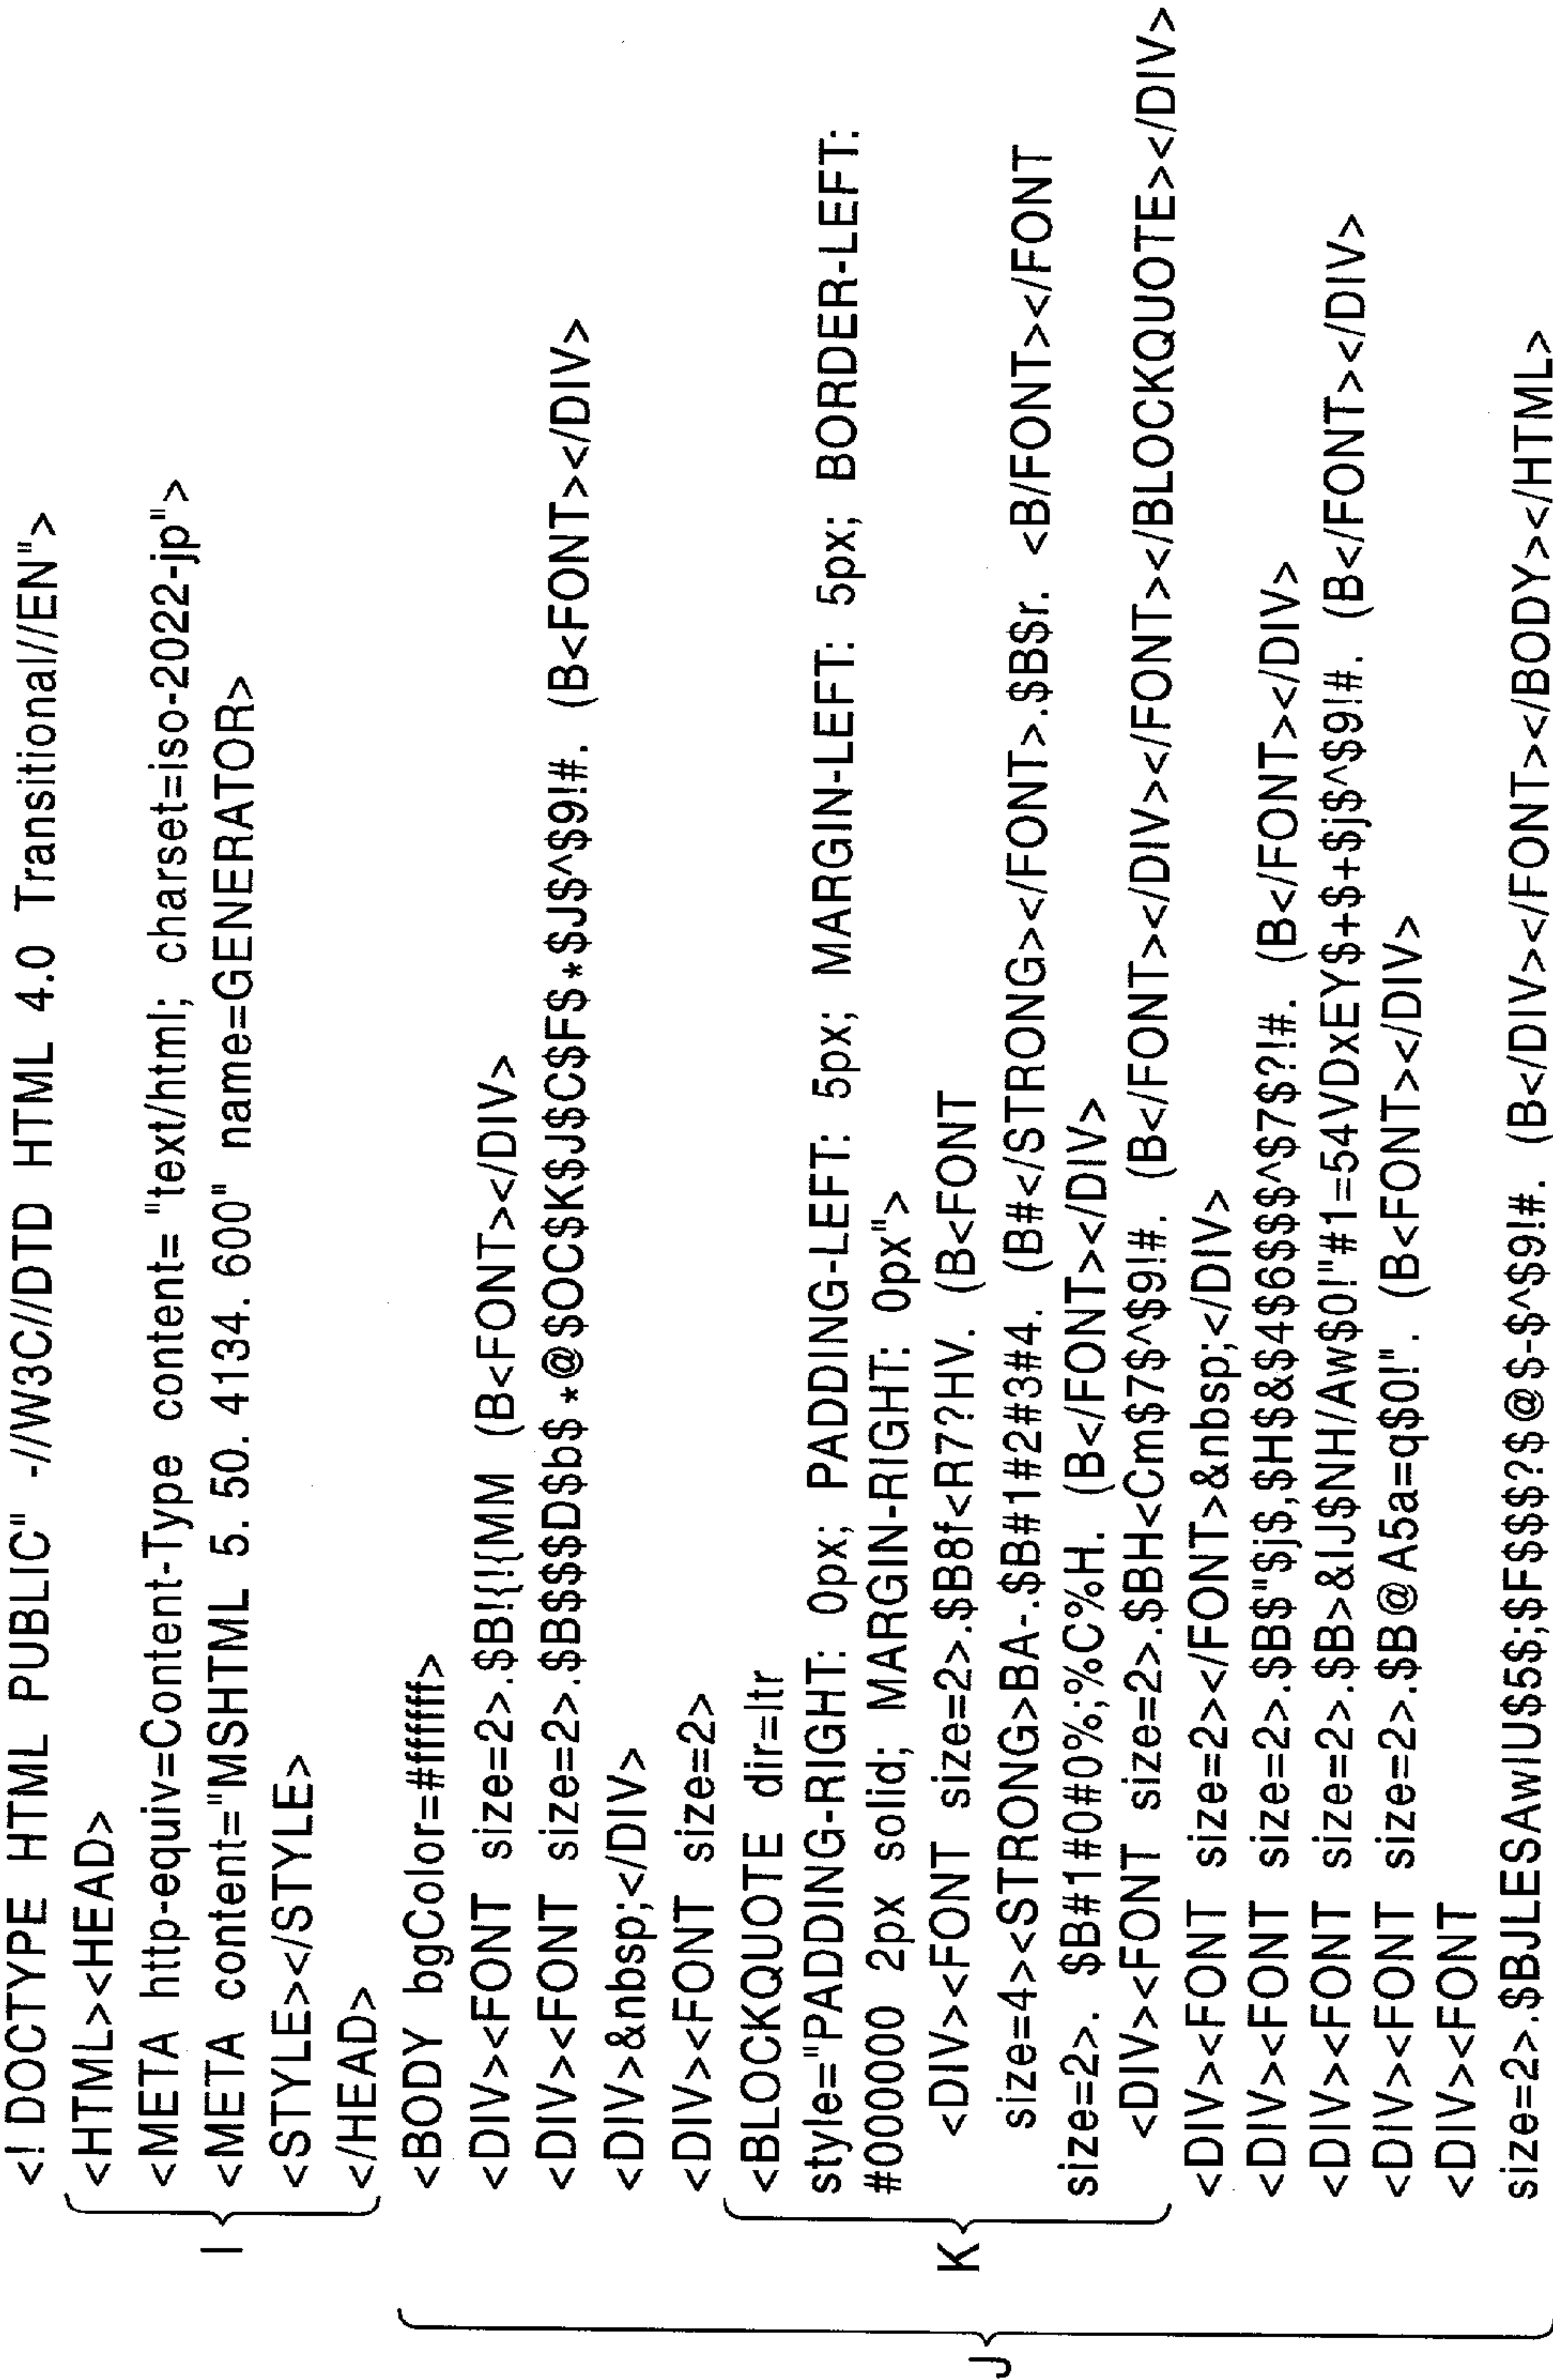 <! DOCTYPE HTML PUBLIC" -//W3C//DTD HTML 4.0 Transitional//EN">
<HTML><HEAD>
<META http-equiv=Content-Type content= "text/html; charset=iso-2022-jp">
<META content="MSHTML 5. 50. 4134. 600" name=GENERATOR>
<STYLE></STYLE>
</HEAD>
I
<BODY bgColor=#ffffff>
<DIV><FONT size=2>.$B!{!{MM (B<FONT></DIV>
<DIV><FONT size=2>.$B$$$D$b$ *@$OC$K$J$C$F$*$J$^$9!#. (B<FONT></DIV>
<DIV>&nbsp;</DIV>
<DIV><FONT size=2>
<BLOCKQUOTE dir=ltr
style="PADDING-RIGHT: 0px; PADDING-LEFT: 5px; MARGIN-LEFT: 5px; BORDER-LEFT:
#000000 2px solid; MARGIN-RIGHT: 0px">
<DIV><FONT size=2>.$B8f<R7?HV. (B<FONT
size=4><STRONG>BA-.$B#1#2#3#4. (B#</STRONG></FONT>.$B$r. <B/FONT></FONT
size=2>. $B#1#0#0%;%C%H. (B</FONT></DIV>
<DIV><FONT size=2>.$BH<Cm$7$^$9!#. (B</FONT></DIV></FONT></BLOCKQUOTE></DIV>
K
<DIV><FONT size=2></FONT>&nbsp;</DIV>
<DIV><FONT size=2>.$B$"$j$,$H$&$4$6$$$^$7$?!#. (B</FONT></DIV>
<DIV><FONT size=2>.$B>&IJ$NH/Aw$0!"#1=54VDxEY$+$+$j$^$9!#. (B</FONT></DIV>
<DIV><FONT size=2>.$B@A5a=q$0!". (B<FONT></DIV>
<DIV><FONT
size=2>.$BJLESAwIU$5$;$F$$$?$@$-$^$9!#. (B</DIV></FONT></BODY></HTML>
J